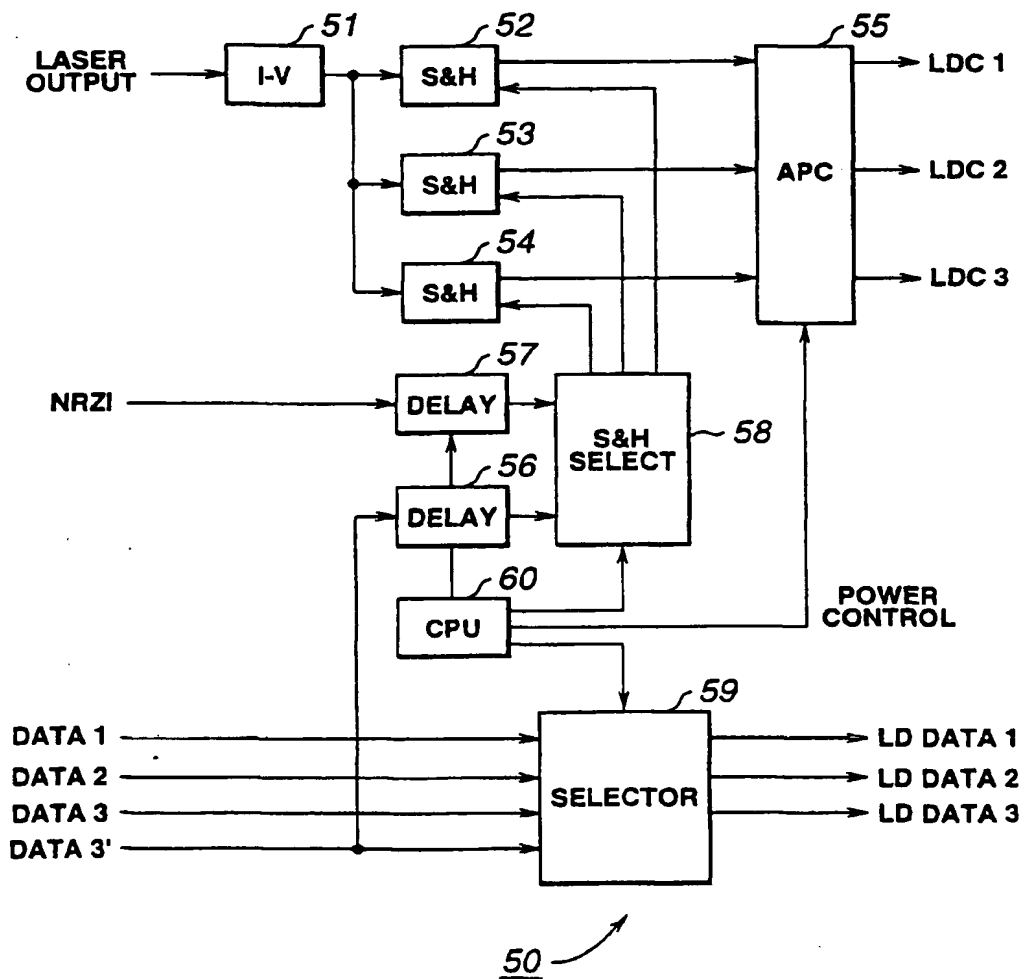 51
52
55
LASER OUTPUT
I-V
S&H
LDC 1
53
S&H
APC
LDC 2
54
S&H
LDC 3
57
NRZI
DELAY
S&H SELECT
58
56
DELAY
60
CPU
POWER CONTROL
59
DATA 1
LD DATA 1
DATA 2
LD DATA 2
SELECTOR
DATA 3
LD DATA 3
DATA 3'
50